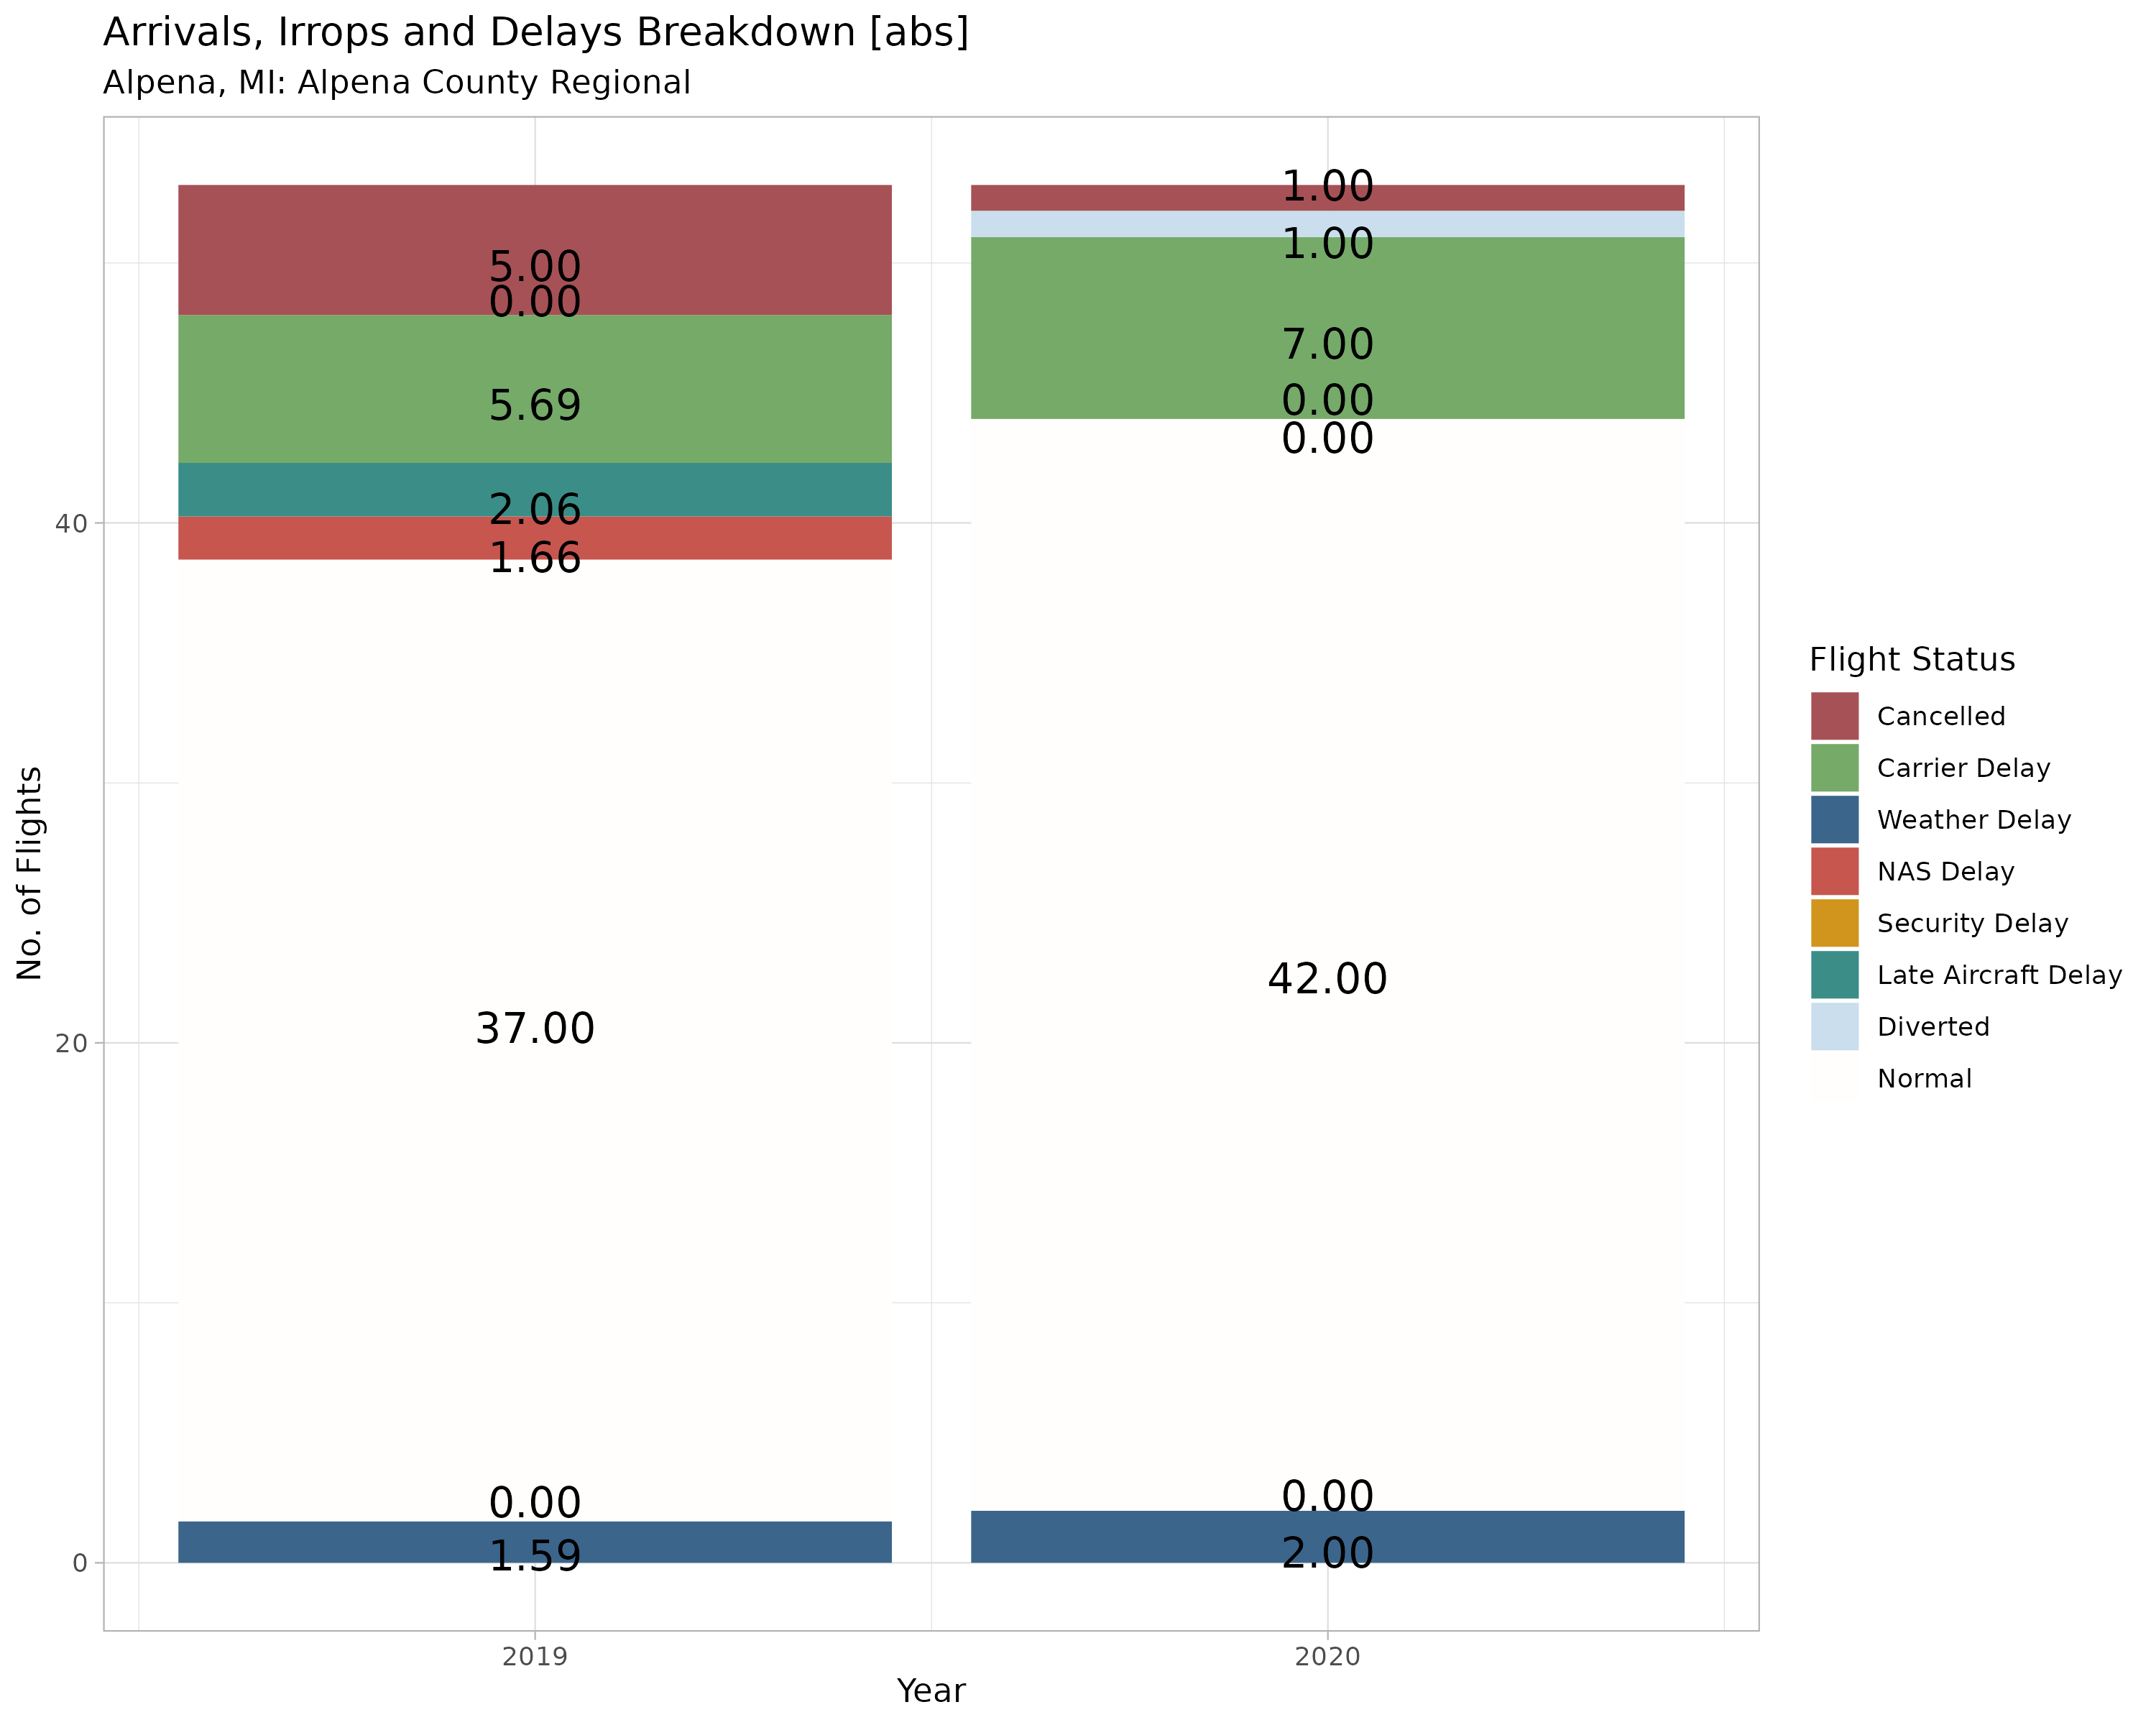 Arrivals, Irrops and Delays Breakdown [abs]
Alpena, MI: Alpena County Regional
No. of Flights
40
20
0
5.00
0.00
5.69
2.06
1.66
37.00
0.00
1.59
1.00
1.00
7.00
0.00
0.00
42.00
0.00
2.00
2019
2020
Year
Flight Status
Cancelled
Carrier Delay
Weather Delay
NAS Delay
Security Delay
Late Aircraft Delay
Diverted
Normal